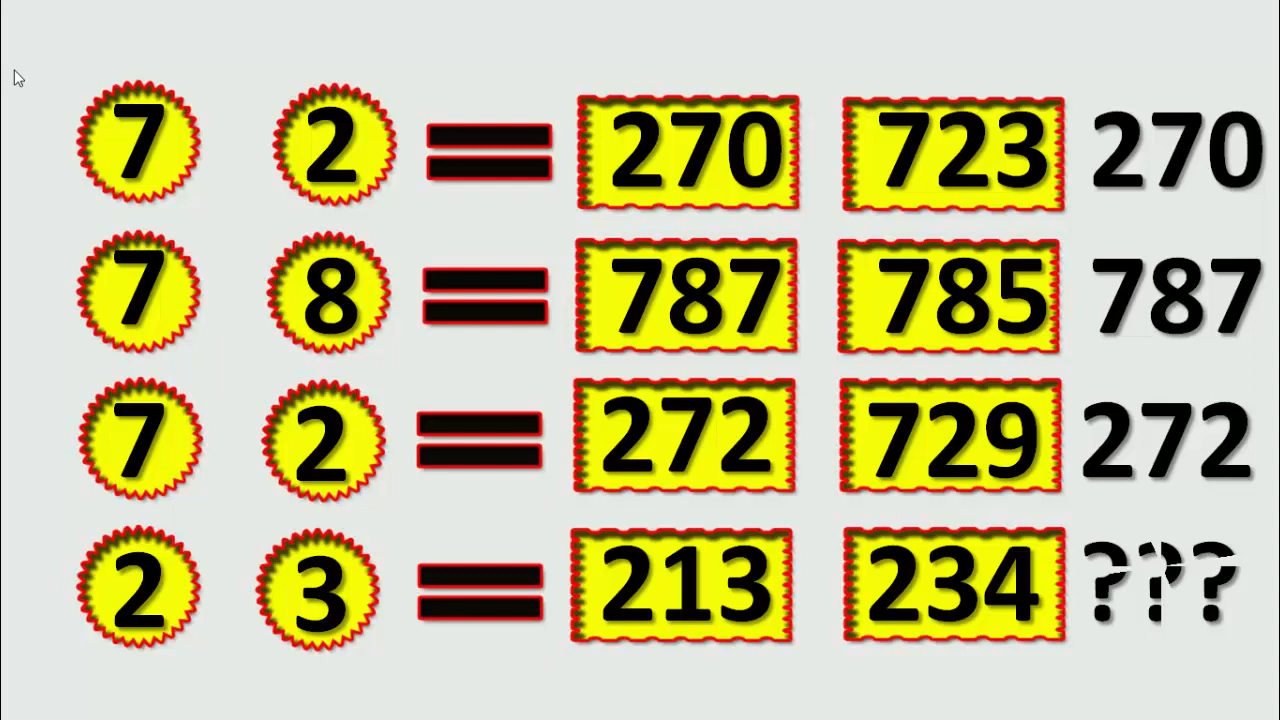 7 2 = 270 723 270
7 8 = 787 785 787
7 2 = 272 729 272
2 3 = 213 234 ???